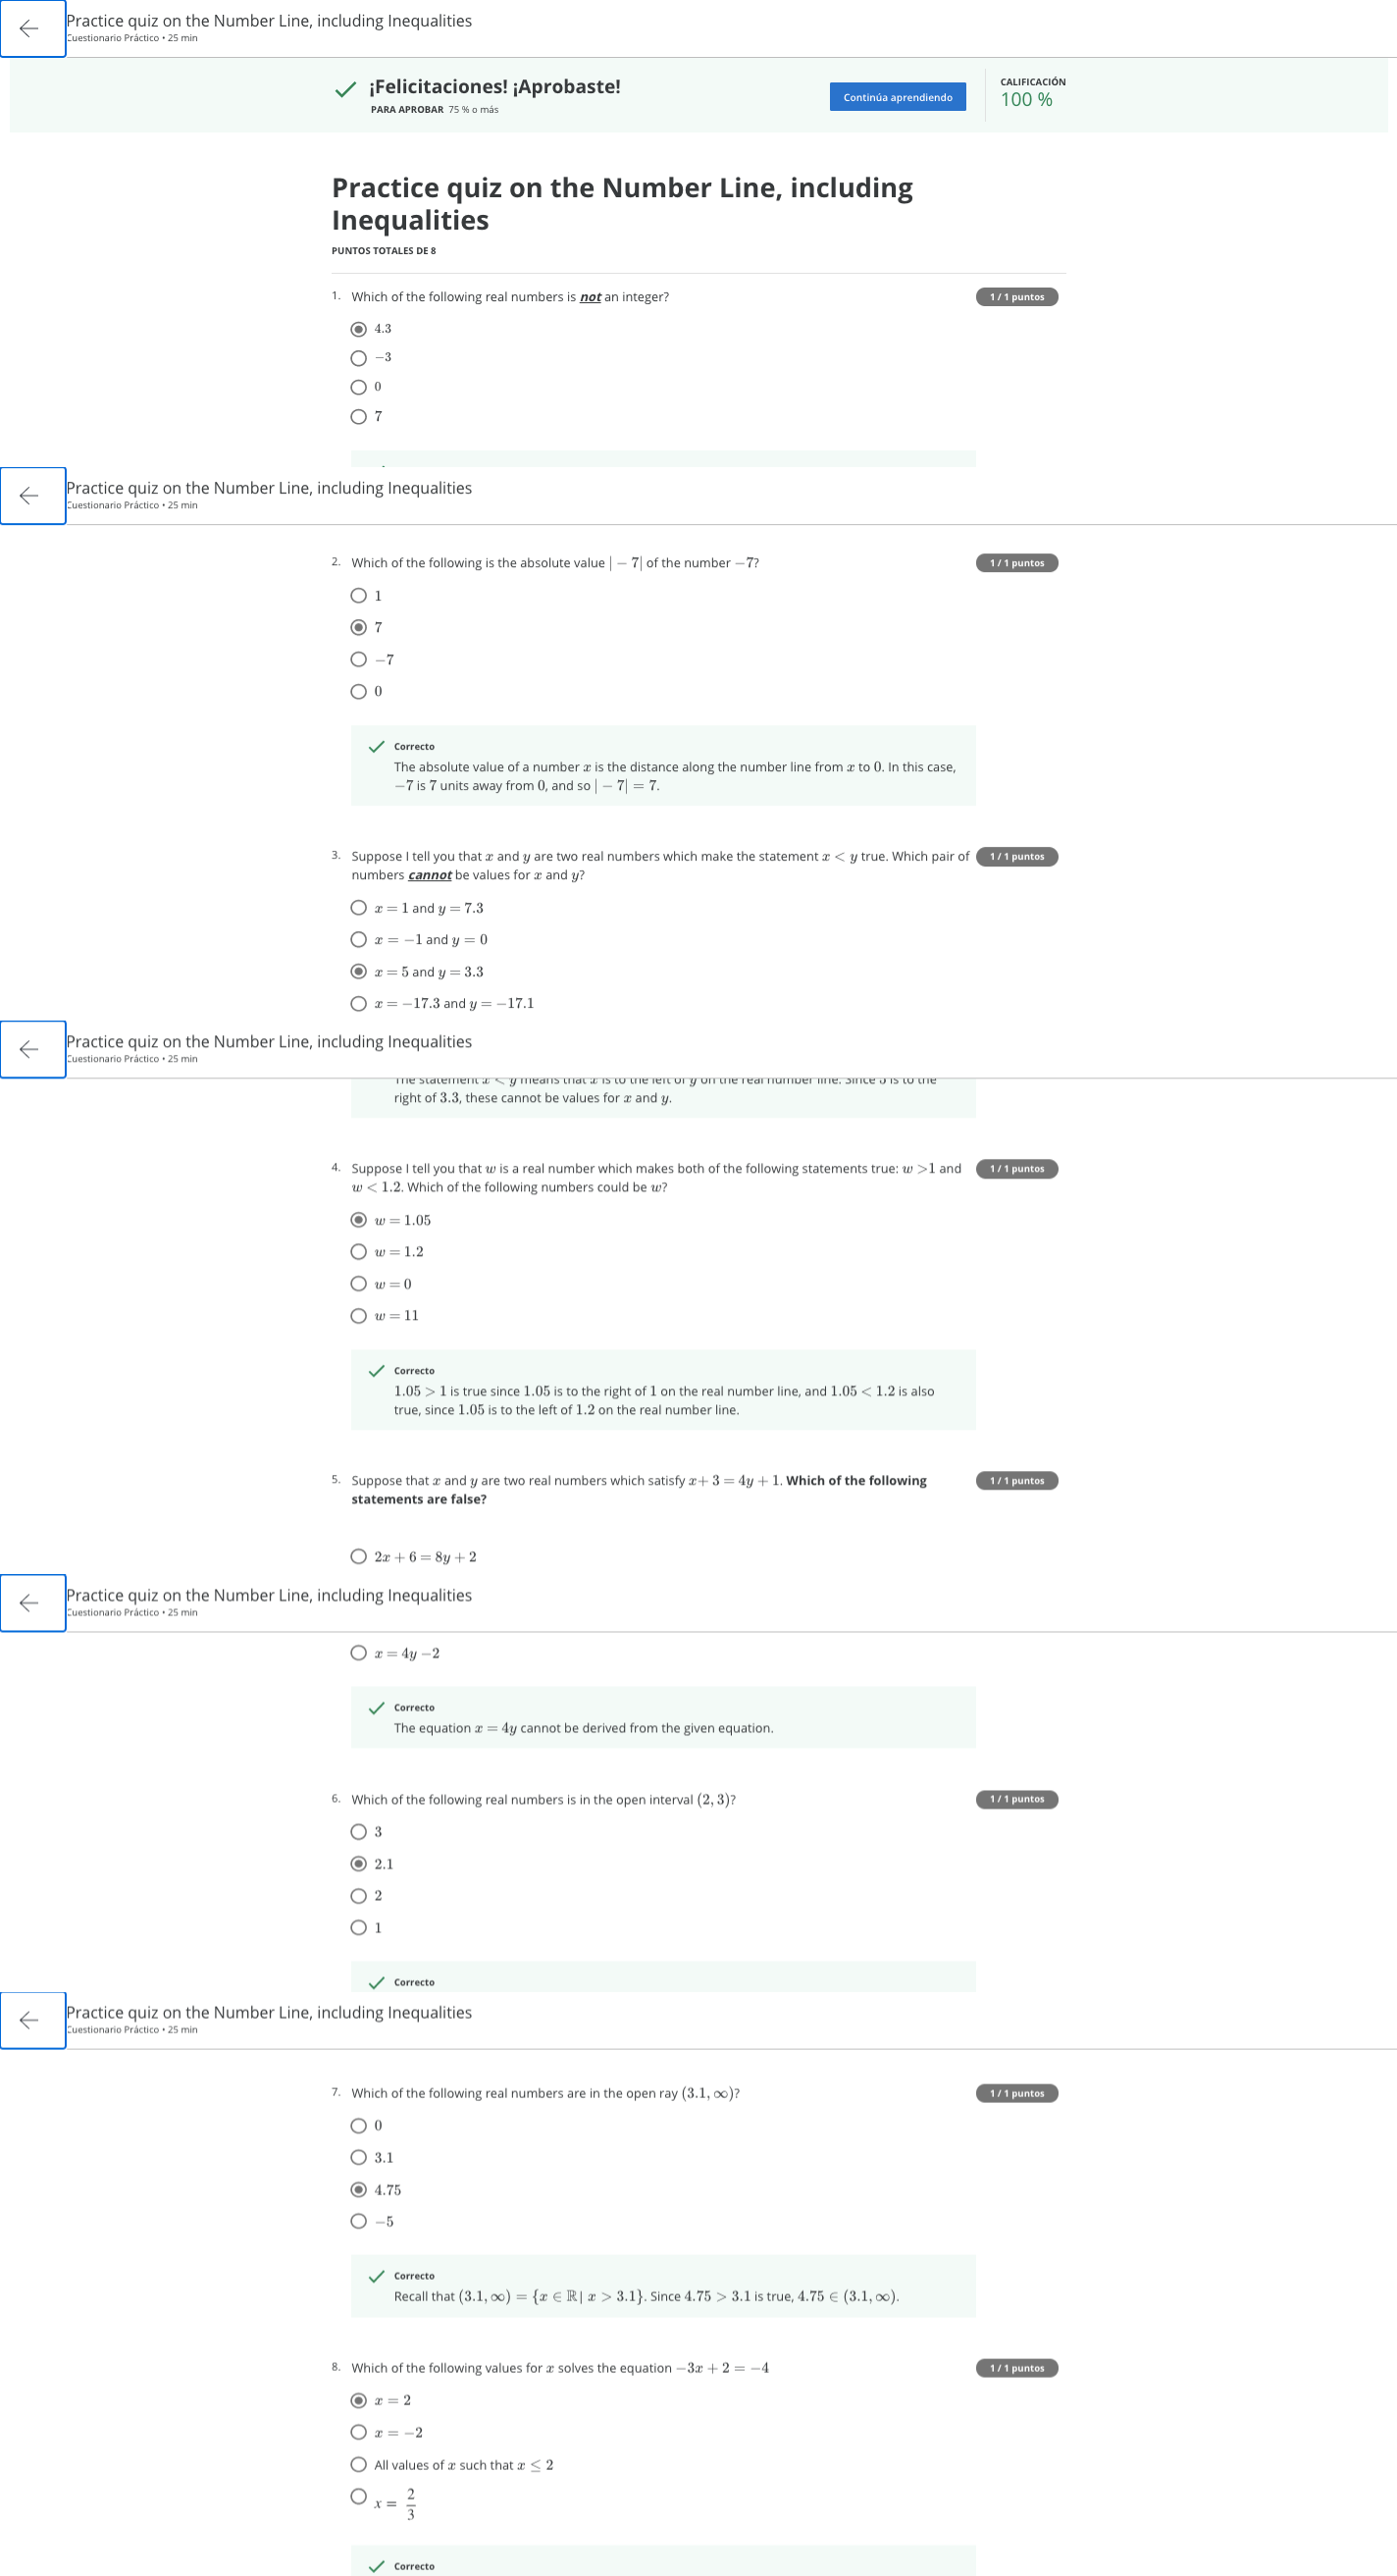 Practice quiz on the Number Line, including Inequalities
Cuestionario Práctico • 25 min
¡Felicitaciones! ¡Aprobaste!
PARA APROBAR 75 % o más
Continúa aprendiendo
CALIFICACIÓN
100 %
Practice quiz on the Number Line, including
Inequalities
PUNTOS TOTALES DE 8
1. Which of the following real numbers is not an integer?
1 / 1 puntos
4.3
−3
0
7
Practice quiz on the Number Line, including Inequalities
Cuestionario Práctico • 25 min
2. Which of the following is the absolute value | − 7| of the number −7?
1 / 1 puntos
1
7
−7
0
Correcto
The absolute value of a number x is the distance along the number line from x to 0. In this case,
−7 is 7 units away from 0, and so | − 7| = 7.
3. Suppose I tell you that x and y are two real numbers which make the statement x < y true. Which pair of
1 / 1 puntos
numbers cannot be values for x and y?
x = 1 and y = 7.3
x = −1 and y = 0
x = 5 and y = 3.3
x = −17.3 and y = −17.1
Practice quiz on the Number Line, including Inequalities
Cuestionario Práctico • 25 min
The statement x < y means that x is to the left of y on the real number line. Since 5 is to the
right of 3.3, these cannot be values for x and y.
4. Suppose I tell you that w is a real number which makes both of the following statements true: w >1 and
1 / 1 puntos
w < 1.2. Which of the following numbers could be w?
w = 1.05
w = 1.2
w = 0
w = 11
Correcto
1.05 > 1 is true since 1.05 is to the right of 1 on the real number line, and 1.05 < 1.2 is also
true, since 1.05 is to the left of 1.2 on the real number line.
5. Suppose that x and y are two real numbers which satisfy x+ 3 = 4y + 1. Which of the following
1 / 1 puntos
statements are false?
2x + 6 = 8y + 2
Practice quiz on the Number Line, including Inequalities
Cuestionario Práctico • 25 min
x = 4y −2
Correcto
The equation x = 4y cannot be derived from the given equation.
6. Which of the following real numbers is in the open interval (2, 3)?
1 / 1 puntos
3
2.1
2
1
Correcto
Practice quiz on the Number Line, including Inequalities
Cuestionario Práctico • 25 min
7. Which of the following real numbers are in the open ray (3.1, ∞)?
1 / 1 puntos
0
3.1
4.75
−5
Correcto
Recall that (3.1, ∞) = {x ∈ ℝ| x > 3.1}. Since 4.75 > 3.1 is true, 4.75 ∈ (3.1, ∞).
8. Which of the following values for x solves the equation −3x + 2 = −4
1 / 1 puntos
x = 2
x = −2
All values of x such that x ≤ 2
x = 2/3
Correcto